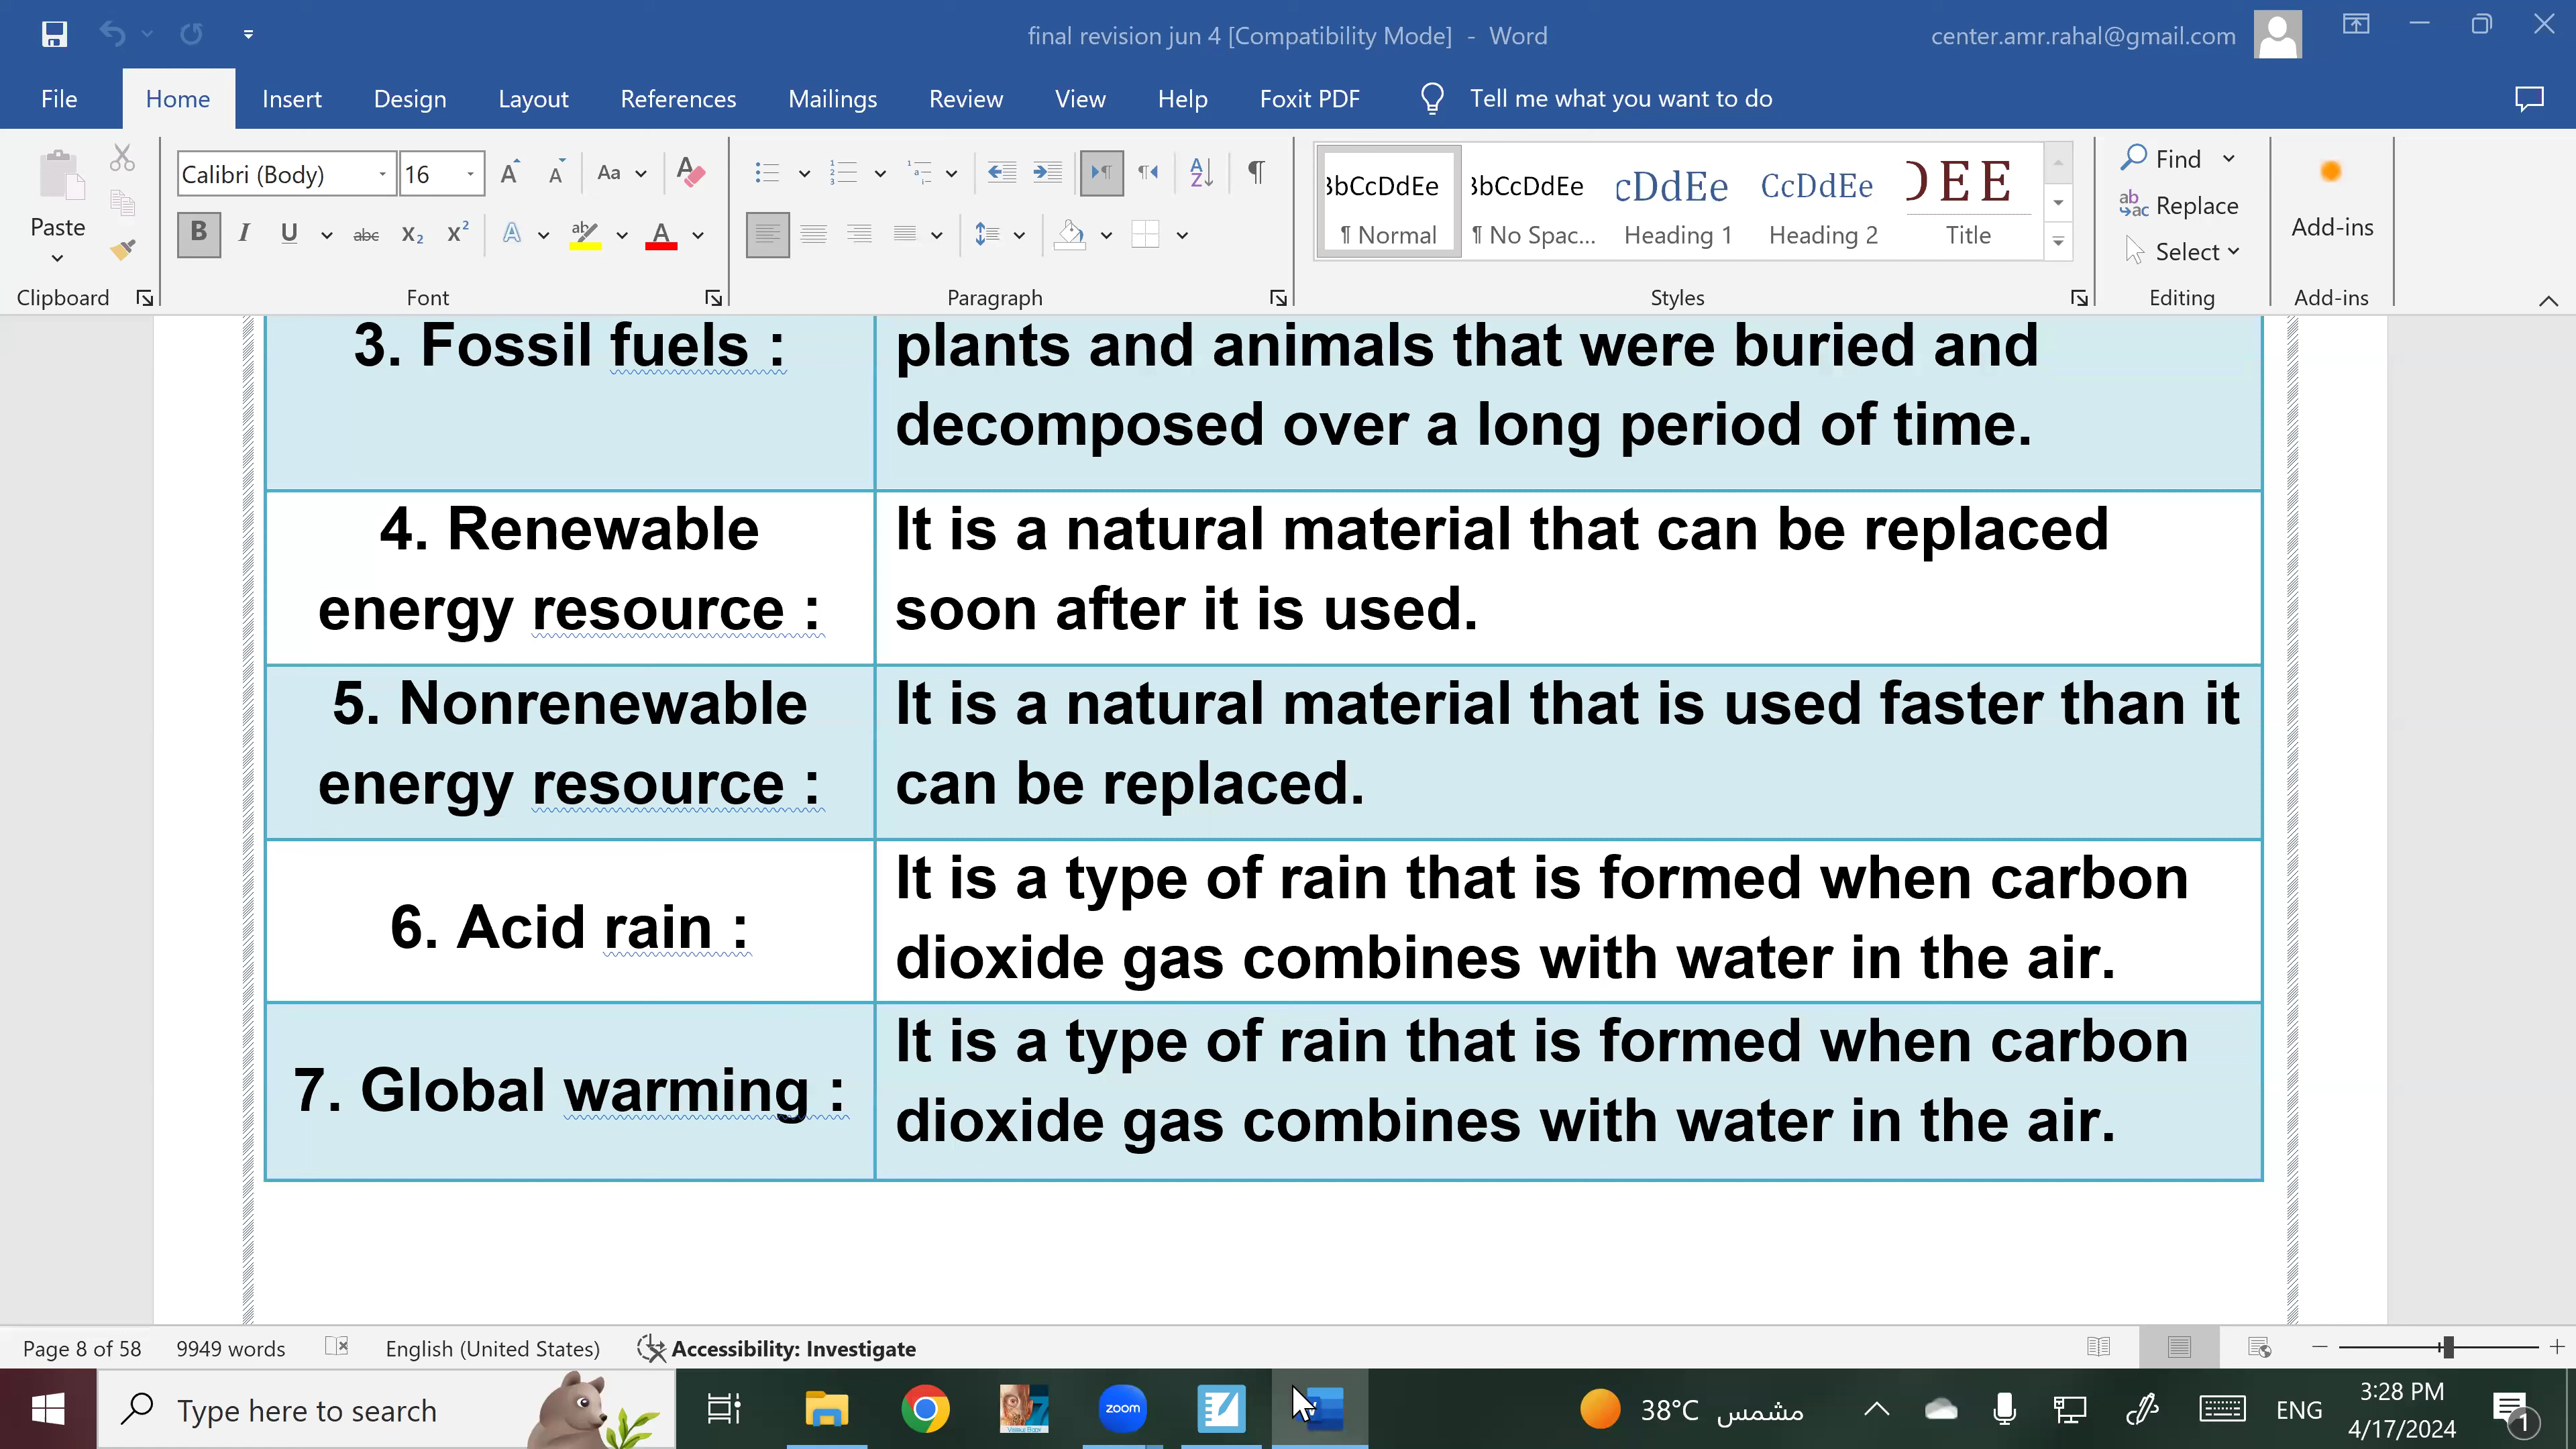 final revision jun 4 [Compatibility Mode] - Word
center.amr.rahal@gmail.com
File Home Insert Design Layout References Mailings Review View Help Foxit PDF Tell me what you want to do
Calibri (Body) 16
Paste
Clipboard Font Paragraph Styles Editing Add-ins
¶ Normal ¶ No Spac... Heading 1 Heading 2 Title
Find
Replace
Select
Add-ins
3. Fossil fuels :
plants and animals that were buried and
decomposed over a long period of time.
4. Renewable
energy resource :
It is a natural material that can be replaced
soon after it is used.
5. Nonrenewable
energy resource :
It is a natural material that is used faster than it
can be replaced.
6. Acid rain :
It is a type of rain that is formed when carbon
dioxide gas combines with water in the air.
7. Global warming :
It is a type of rain that is formed when carbon
dioxide gas combines with water in the air.
Page 8 of 58 9949 words English (United States) Accessibility: Investigate
Type here to search
zoom
38°C مشمس
ENG
3:28 PM
4/17/2024
1